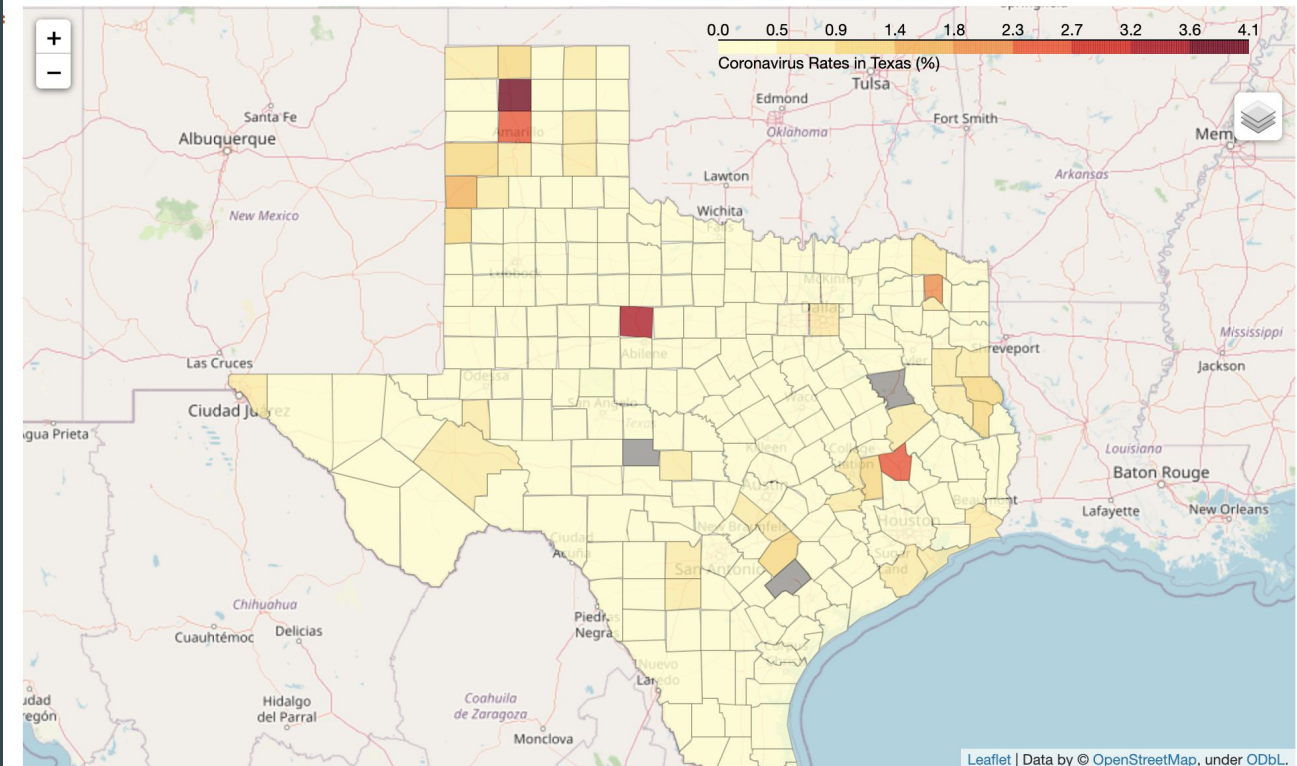 +
−
0.0 0.5 0.9 1.4 1.8 2.3 2.7 3.2 3.6 4.1
Coronavirus Rates in Texas (%)
Tulsa
Edmond
Santa Fe
Fort Smith
Amarillo
Oklahoma
Albuquerque
Lawton
Arkansas
Wichita
Falls
New Mexico
Lubbock
McKinney
Dallas
Mississippi
Shreveport
Las Cruces
Abilene
Tyler
Jackson
Odessa
San Angelo
Waco
Ciudad Juárez
Texas
Agua Prieta
Killeen
College
Station
Louisiana
Baton Rouge
Austin
Beaumont
Lafayette
New Orleans
New Braunfels
Houston
Ciudad
Acuña
San Antonio
Sugar
Land
Chihuahua
Piedras
Negras
Cuauhtémoc
Delicias
Corpus
Christi
Nuevo
Laredo
Hidalgo
del Parral
Coahuila
de Zaragoza
Monclova
Leaflet | Data by © OpenStreetMap, under ODbL.